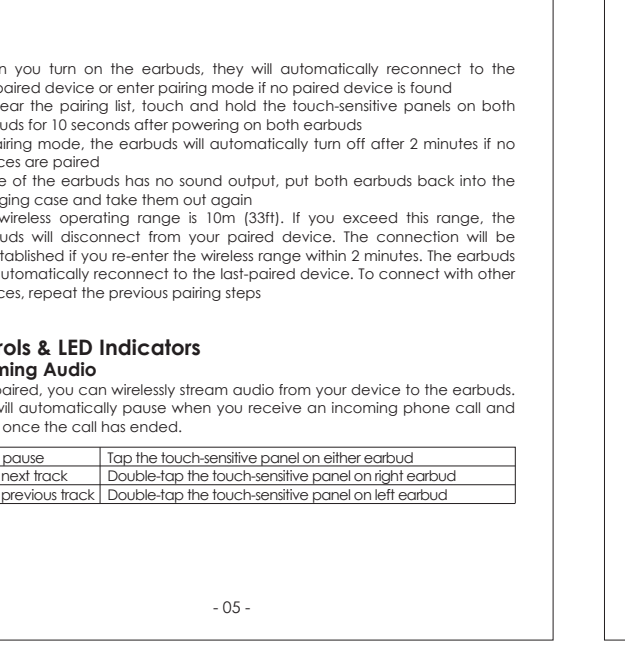 n you turn on the earbuds, they will automatically reconnect to the
paired device or enter pairing mode if no paired device is found
ear the pairing list, touch and hold the touch-sensitive panels on both
uds for 10 seconds after powering on both earbuds
airing mode, the earbuds will automatically turn off after 2 minutes if no
ces are paired
e of the earbuds has no sound output, put both earbuds back into the
ging case and take them out again
wireless operating range is 10m (33ft). If you exceed this range, the
uds will disconnect from your paired device. The connection will be
tablished if you re-enter the wireless range within 2 minutes. The earbuds
automatically reconnect to the last-paired device. To connect with other
ces, repeat the previous pairing steps
rols & LED Indicators
ming Audio
paired, you can wirelessly stream audio from your device to the earbuds.
will automatically pause when you receive an incoming phone call and
once the call has ended.
pause Tap the touch-sensitive panel on either earbud
next track Double-tap the touch-sensitive panel on right earbud
previous track Double-tap the touch-sensitive panel on left earbud
- 05 -